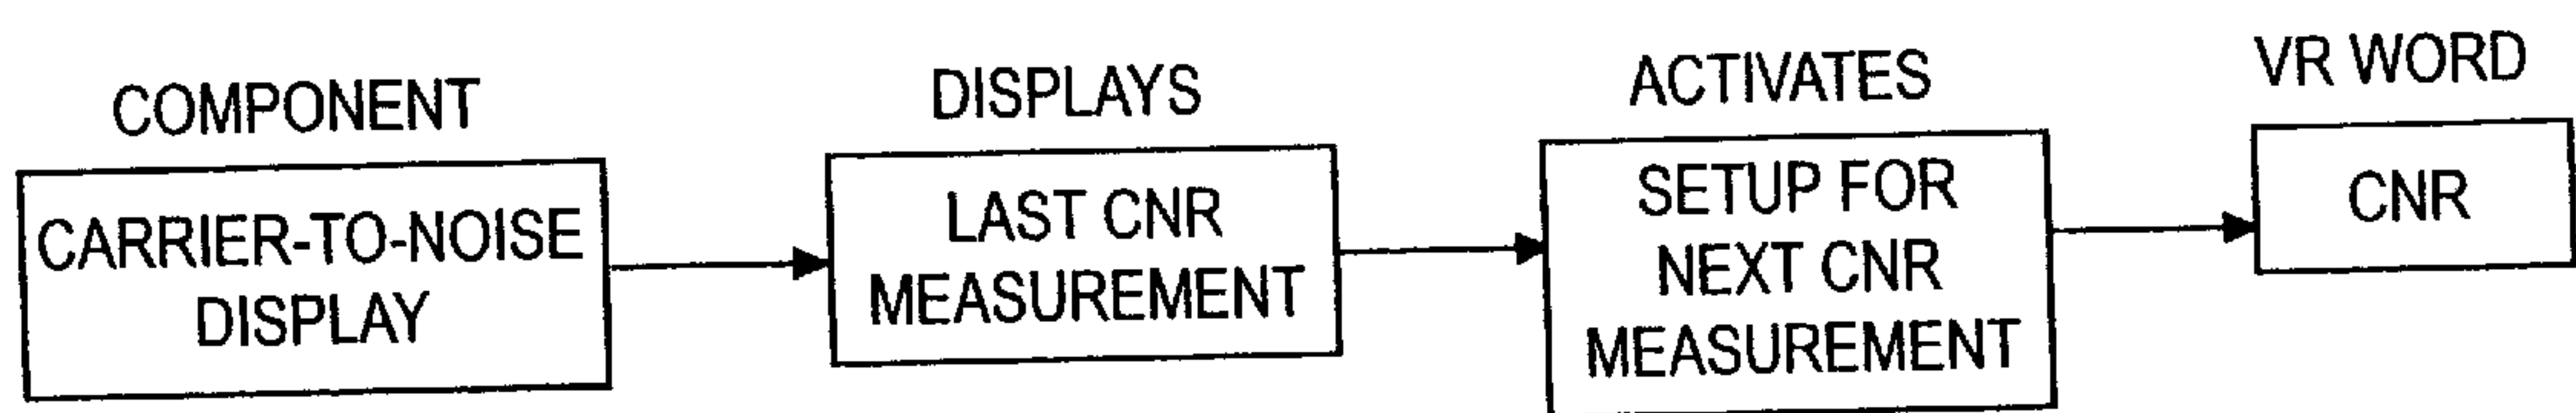 COMPONENT
CARRIER-TO-NOISE
DISPLAY
DISPLAYS
LAST CNR
MEASUREMENT
ACTIVATES
SETUP FOR
NEXT CNR
MEASUREMENT
VR WORD
CNR